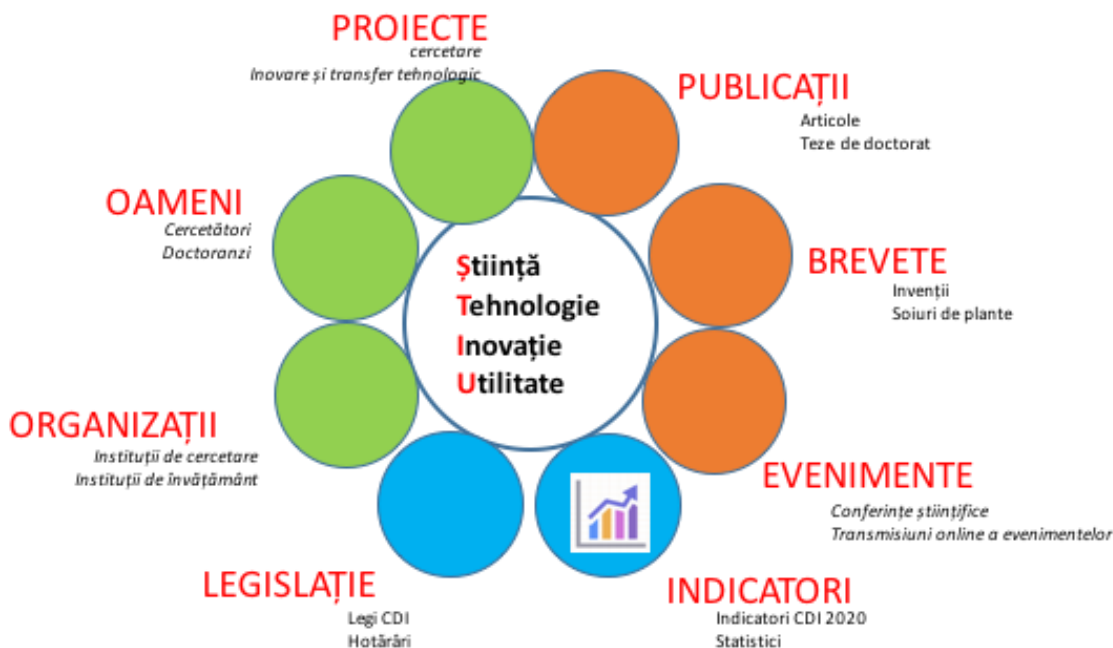 PROIECTE
cercetare
Inovare și transfer tehnologic
PUBLICAȚII
Articole
Teze de doctorat
OAMENI
Cercetători
Doctoranzi
BREVETE
Invenții
Soiuri de plante
Știință
Tehnologie
Inovație
Utilitate
ORGANIZAȚII
Instituții de cercetare
Instituții de învățământ
EVENIMENTE
Conferințe științifice
Transmisiuni online a evenimentelor
LEGISLAȚIE
Legi CDI
Hotărâri
INDICATORI
Indicatori CDI 2020
Statistici